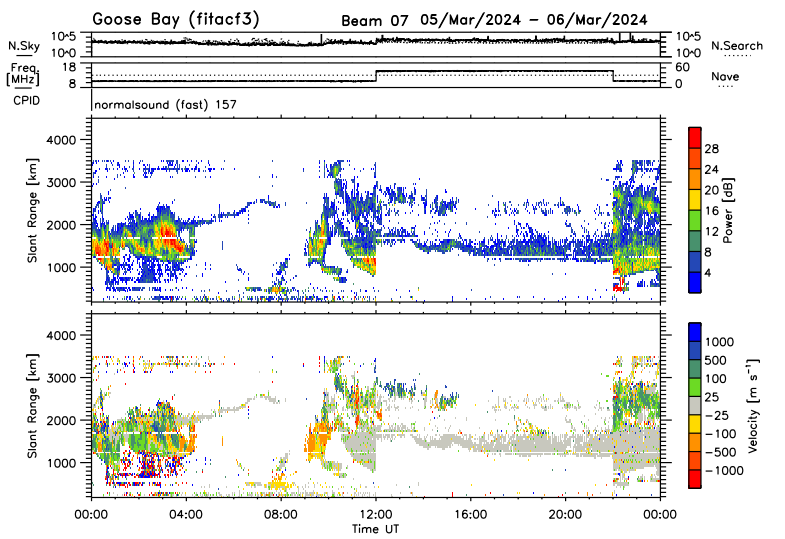 Goose Bay (fitacf3) Beam 07 05/Mar/2024 − 06/Mar/2024
N.Sky 10^5 10^0 10^5 10^0 N.Search
Freq. [MHz] 18 8 60 0 Nave
CPID normalsound (fast) 157
Slant Range [km] 4000 3000 2000 1000
28 24 20 16 12 8 4 Power [dB]
Slant Range [km] 4000 3000 2000 1000
1000 500 100 25 −25 −100 −500 −1000 Velocity [m s−1]
00:00 04:00 08:00 12:00 16:00 20:00 00:00
Time UT